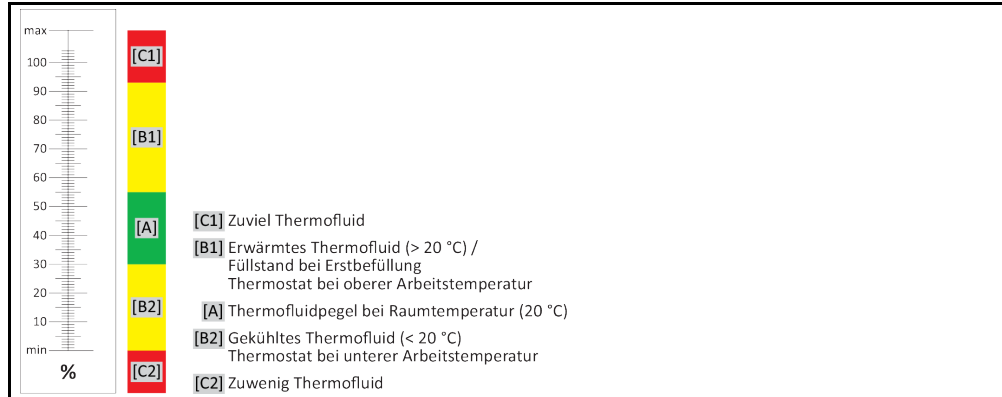 max
100
90
80
70
60
50
40
30
20
10
min
%
[C1]
[B1]
[A]
[B2]
[C2]
[C1] Zuviel Thermofluid
[B1] Erwärmtes Thermofluid (> 20 °C) /
Füllstand bei Erstbefüllung
Thermostat bei oberer Arbeitstemperatur
[A] Thermofluidpegel bei Raumtemperatur (20 °C)
[B2] Gekühltes Thermofluid (< 20 °C)
Thermostat bei unterer Arbeitstemperatur
[C2] Zuwenig Thermofluid